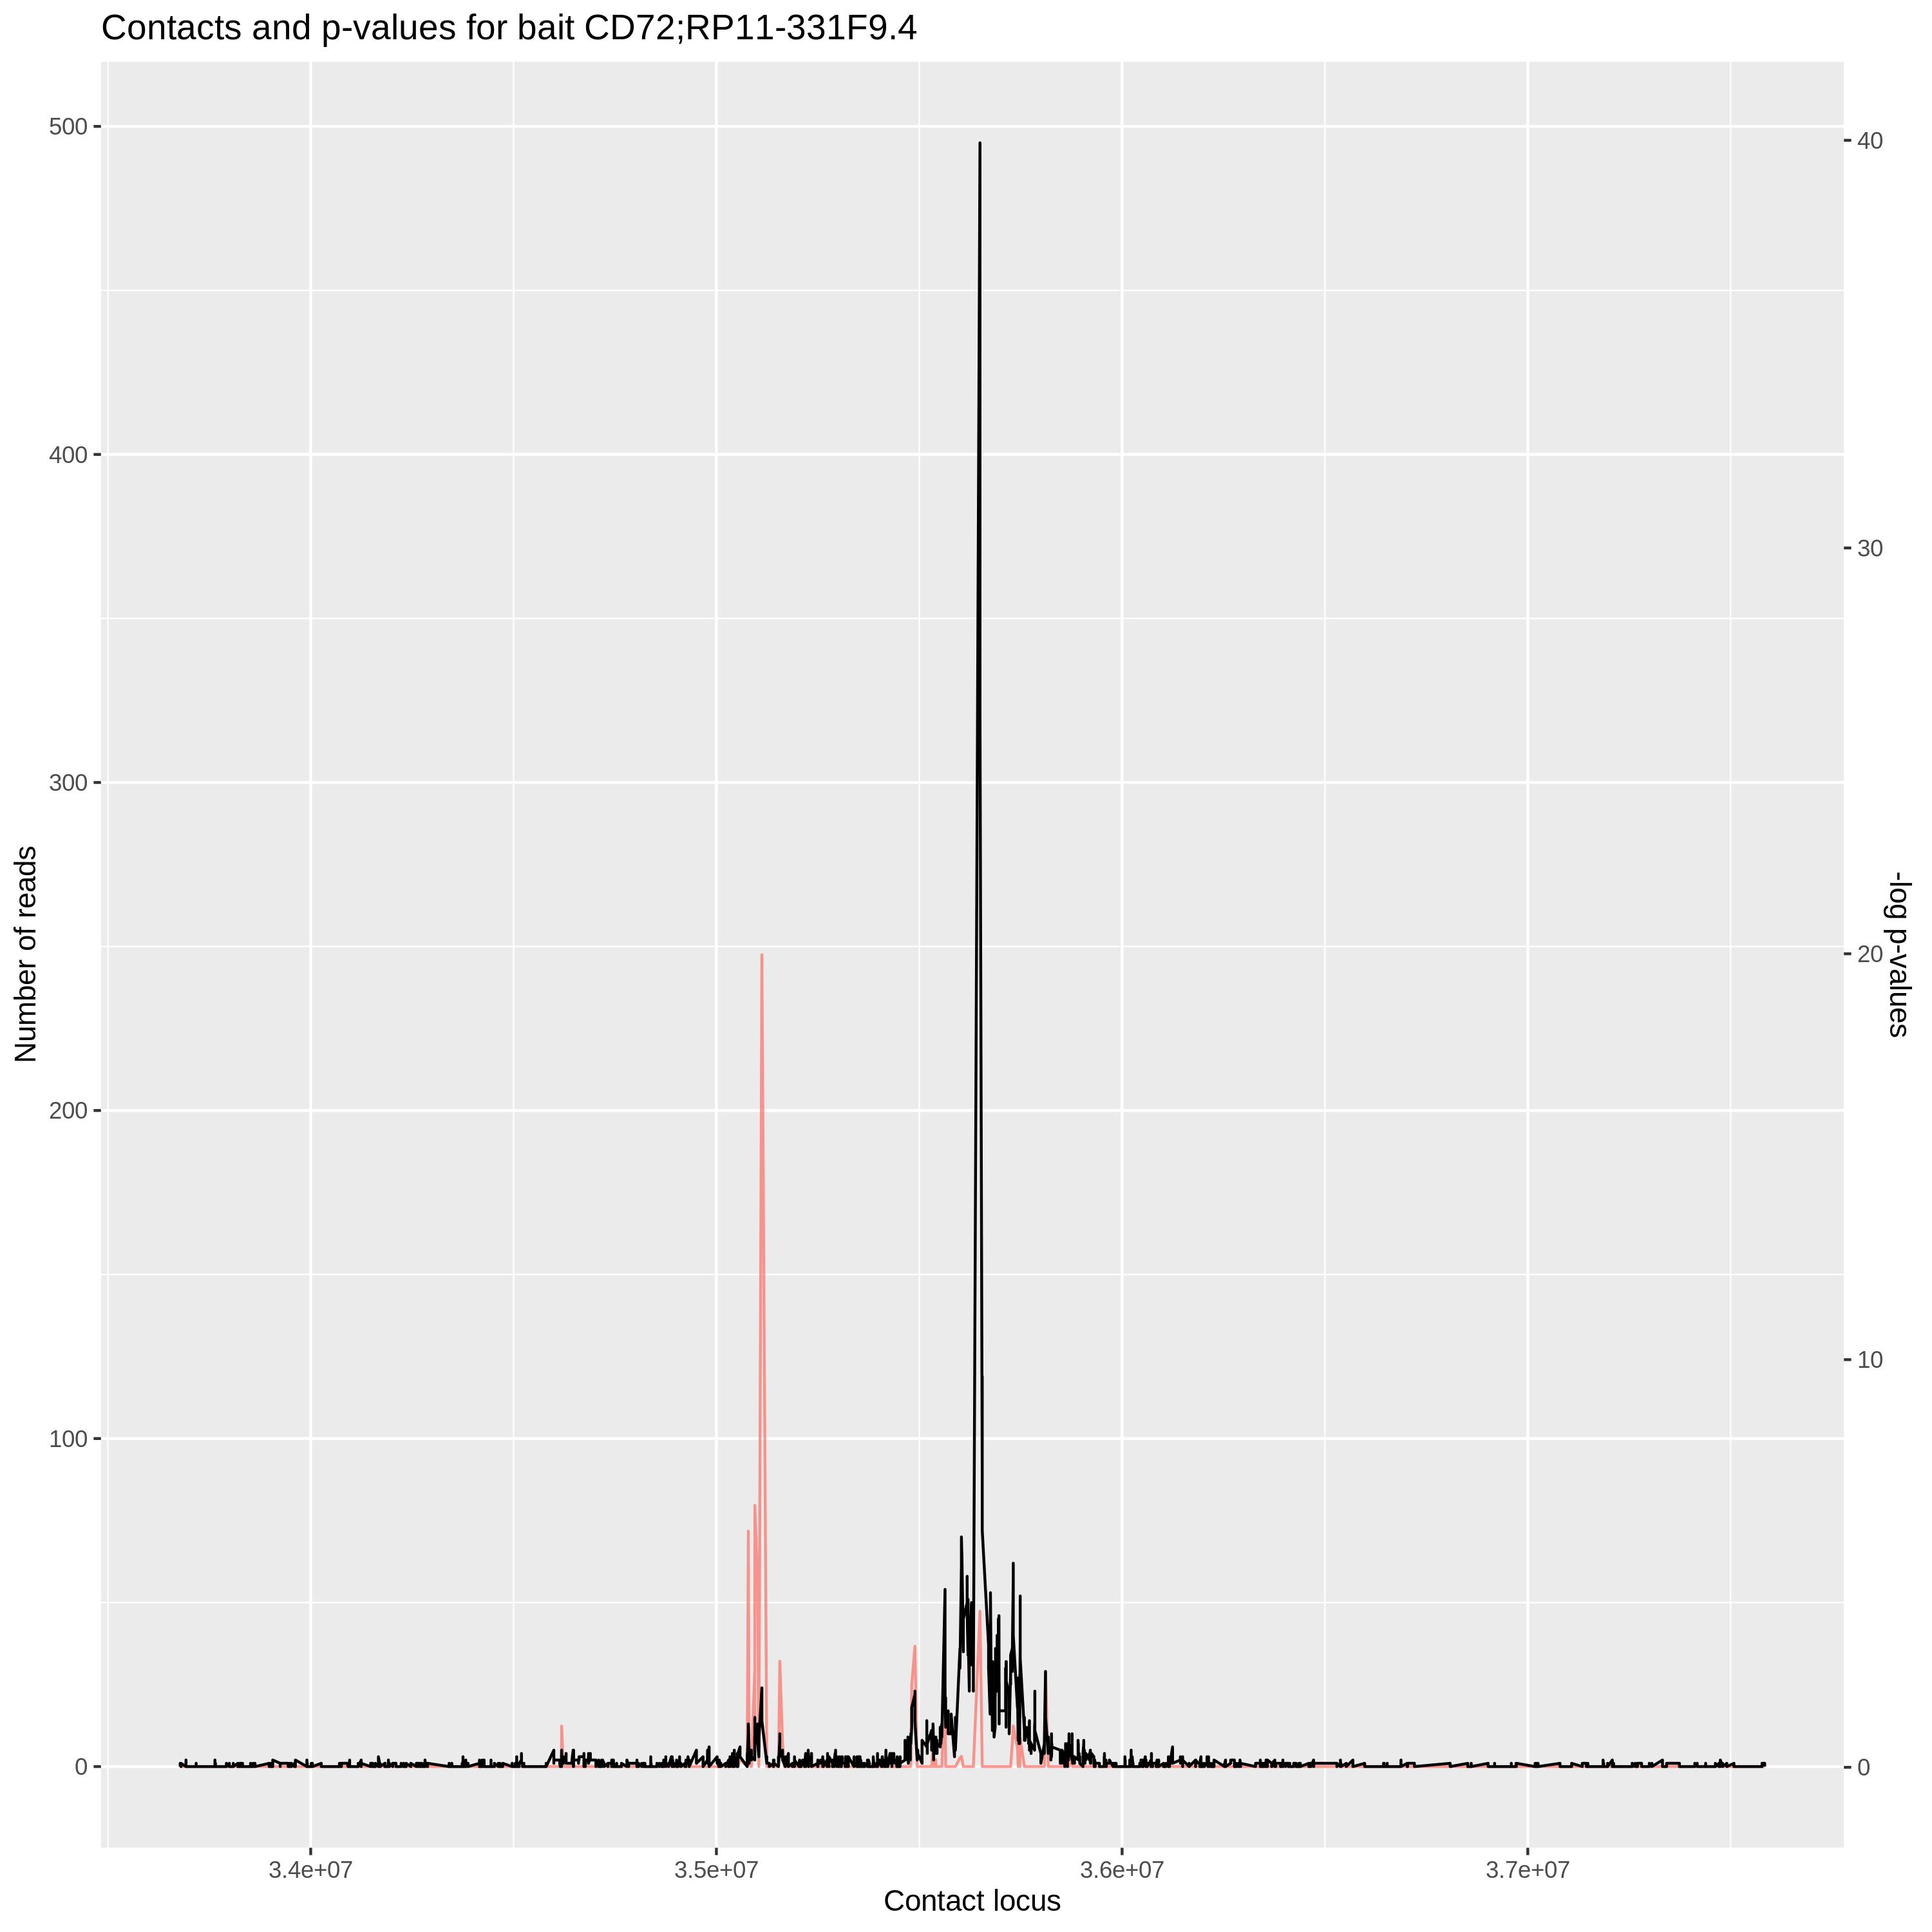 Contacts and p-values for bait CD72;RP11-331F9.4
500
400
300
200
100
0
Number of reads
40
30
20
10
0
-log p-values
3.4e+07
3.5e+07
3.6e+07
3.7e+07
Contact locus